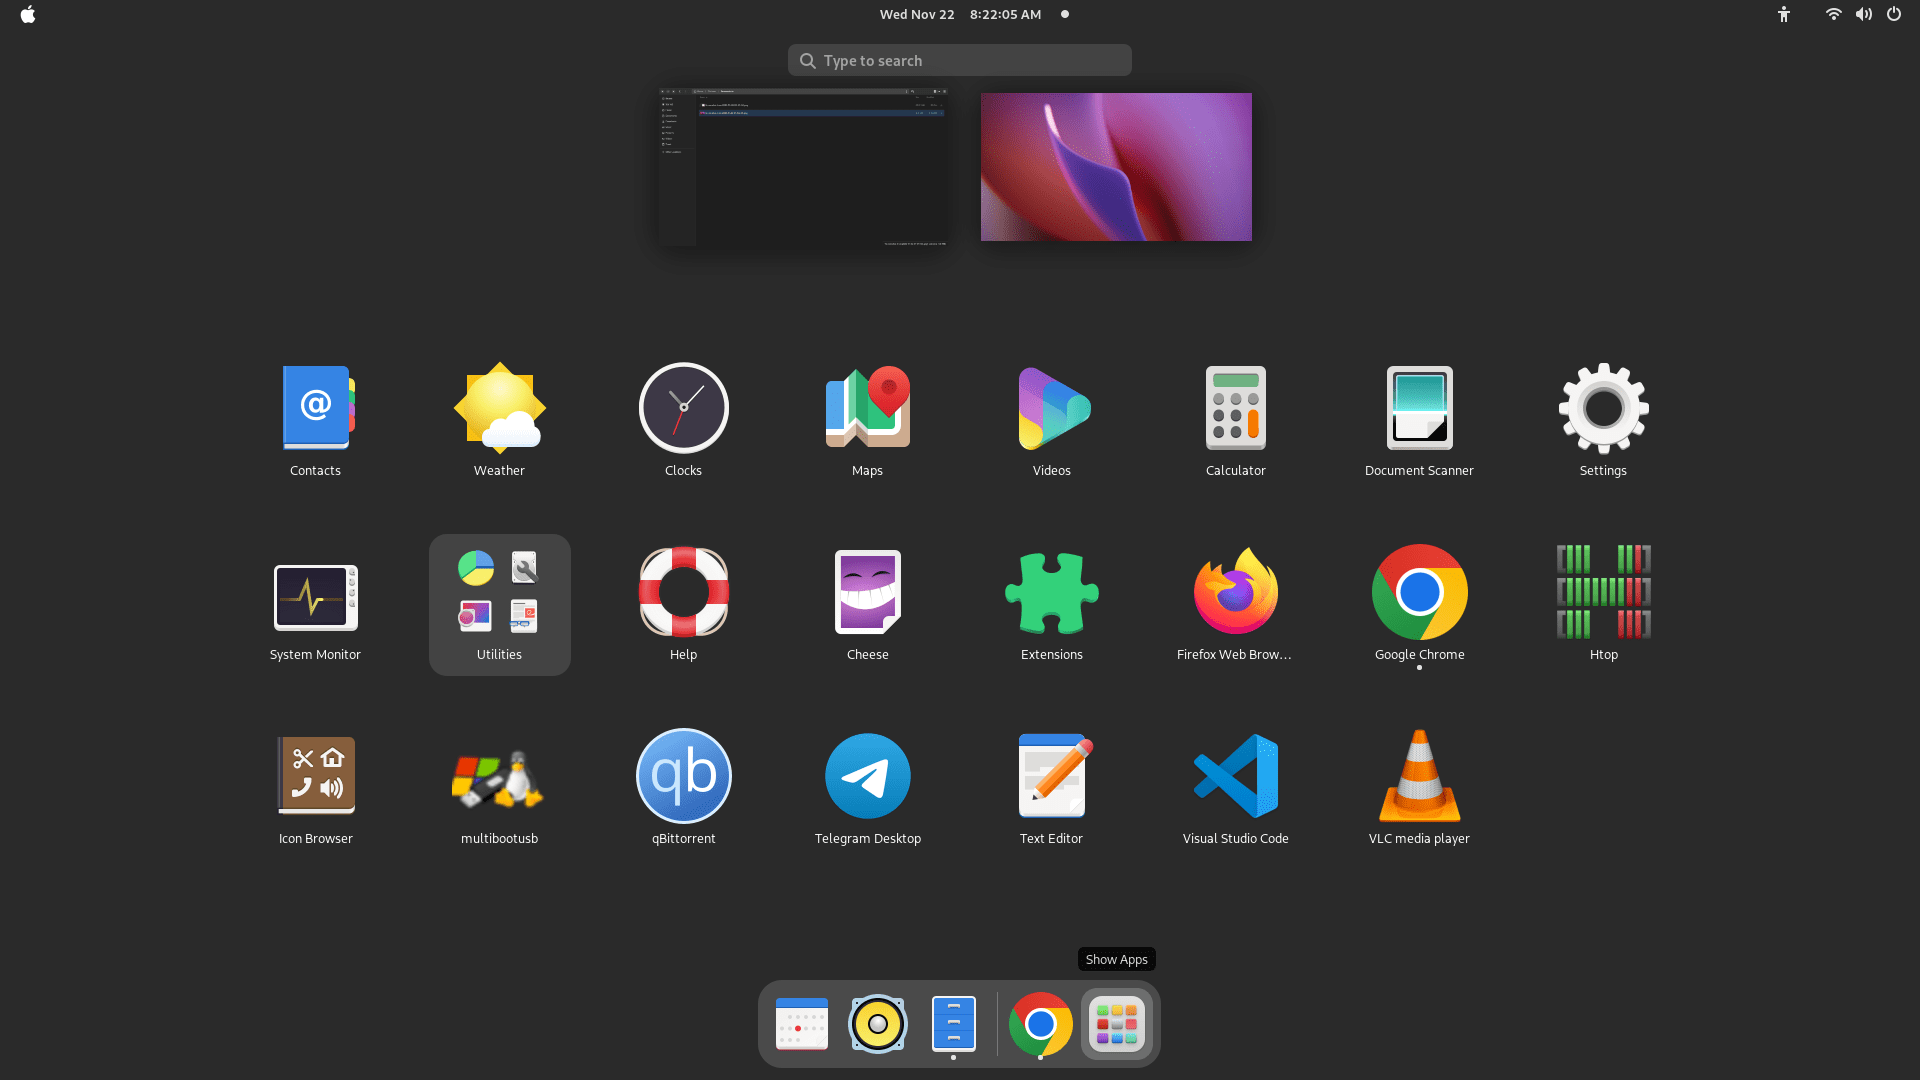 Wed Nov 22 8:22:05 AM
Type to search
Contacts
Weather
Clocks
Maps
Videos
Calculator
Document Scanner
Settings
System Monitor
Utilities
Help
Cheese
Extensions
Firefox Web Brow…
Google Chrome
Htop
Icon Browser
multibootusb
qb
qBittorrent
Telegram Desktop
Text Editor
Visual Studio Code
VLC media player
Show Apps